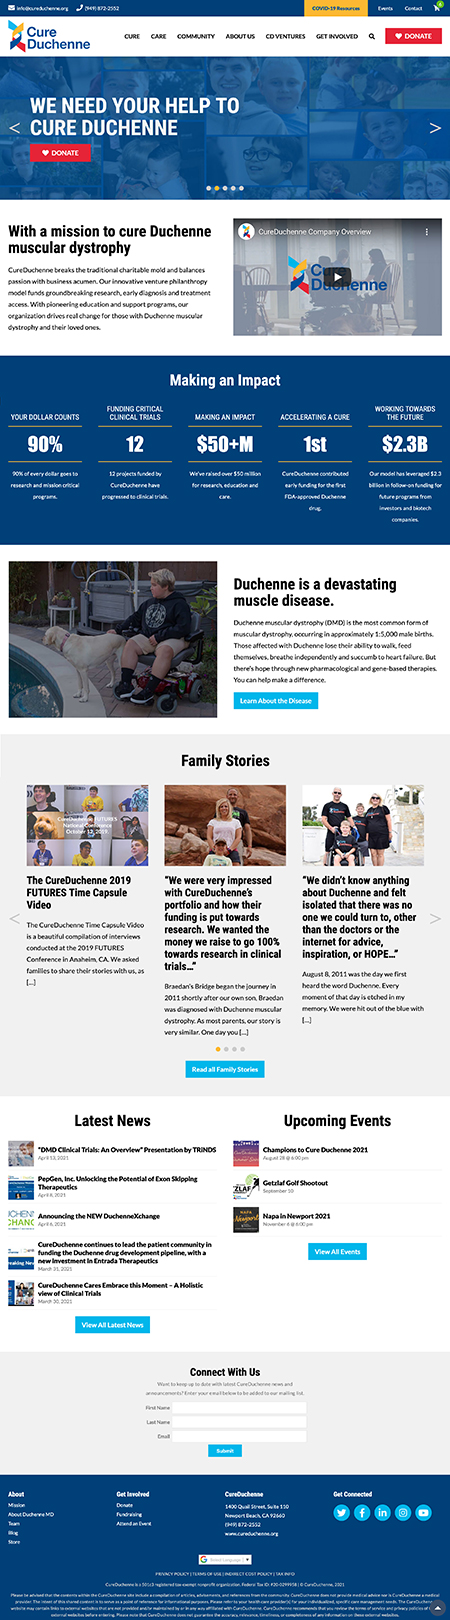 info@cureduchenne.org (949) 872-2552 COVID-19 Resources Events Contact
Cure
Duchenne
CURE CARE COMMUNITY ABOUT US CD VENTURES GET INVOLVED DONATE
WE NEED YOUR HELP TO
CURE DUCHENNE
DONATE
With a mission to cure Duchenne
muscular dystrophy
CureDuchenne breaks the traditional charitable mold and balances
passion with business acumen. Our innovative venture philanthropy
model funds groundbreaking research, early diagnosis and treatment
access. With pioneering education and support programs, our
organization drives real change for those with Duchenne muscular
dystrophy and their loved ones.
CureDuchenne Company Overview
Cure
Duchenne
Making an Impact
YOUR DOLLAR COUNTS
90%
90% of every dollar goes to
research and mission critical
programs.
FUNDING CRITICAL
CLINICAL TRIALS
12
12 projects funded by
CureDuchenne have
progressed to clinical trials.
MAKING AN IMPACT
$50+M
We've raised over $50 million
for research, education and
care.
ACCELERATING A CURE
1st
CureDuchenne contributed
early funding for the first
FDA-approved Duchenne
drug.
WORKING TOWARDS
THE FUTURE
$2.3B
Our model has leveraged $2.3
billion in follow-on funding for
future programs from
investors and biotech
companies.
Duchenne is a devastating
muscle disease.
Duchenne muscular dystrophy (DMD) is the most common form of
muscular dystrophy, occurring in approximately 1:5,000 male births.
Those affected with Duchenne lose their ability to walk, feed
themselves, breathe independently and succumb to heart failure. But
there's hope through new pharmacological and gene-based therapies.
You can help make a difference.
Learn About the Disease
Family Stories
CureDuchenne FUTURES
National Conference
October 12, 2019
The CureDuchenne 2019
FUTURES Time Capsule
Video
The CureDuchenne Time Capsule Video
is a beautiful compilation of interviews
conducted at the 2019 FUTURES
Conference in Anaheim, CA. We asked
families to share their stories with us, as
[...]
“We were very impressed
with CureDuchenne’s
portfolio and how their
funding is put towards
research. We wanted the
money we raise to go 100%
towards research in clinical
trials…”
Braedan's Bridge began the journey in
2011 shortly after our own son, Braedan
was diagnosed with Duchenne muscular
dystrophy. As most parents, our story is
very similar. One day you [...]
“We didn’t know anything
about Duchenne and felt
isolated that there was no
one we could turn to, other
than the doctors or the
internet for advice,
inspiration, or HOPE…”
August 8, 2011 was the day we first
heard the word Duchenne. Every
moment of that day is etched in my
memory. We were hit out of the blue with
[...]
Read all Family Stories
Latest News
“DMD Clinical Trials: An Overview” Presentation by TRiNDS
April 13, 2021
PepGen, Inc. Unlocking the Potential of Exon Skipping
Therapeutics
April 8, 2021
Announcing the NEW DuchenneXchange
April 6, 2021
CureDuchenne continues to lead the patient community in
funding the Duchenne drug development pipeline, with a
new investment in Entrada Therapeutics
March 31, 2021
CureDuchenne Cares Embrace this Moment – A Holistic
view of Clinical Trials
March 30, 2021
View All Latest News
Upcoming Events
Champions to Cure Duchenne 2021
August 28 @ 6:00 pm
Getzlaf Golf Shootout
September 10
Napa in Newport 2021
November 6 @ 6:00 pm
View All Events
Connect With Us
Want to keep up to date with latest CureDuchenne news and
announcements? Enter your email below to be added to our mailing list.
First Name
Last Name
Email
Submit
About
Mission
About Duchenne MD
Team
Blog
Store
Get Involved
Donate
Fundraising
Attend an Event
CureDuchenne
1400 Quail Street, Suite 110
Newport Beach, CA 92660
(949) 872-2552
www.cureduchenne.org
Get Connected
Select Language
PRIVACY POLICY | TERMS OF USE | INDIRECT COST POLICY | TAX INFO